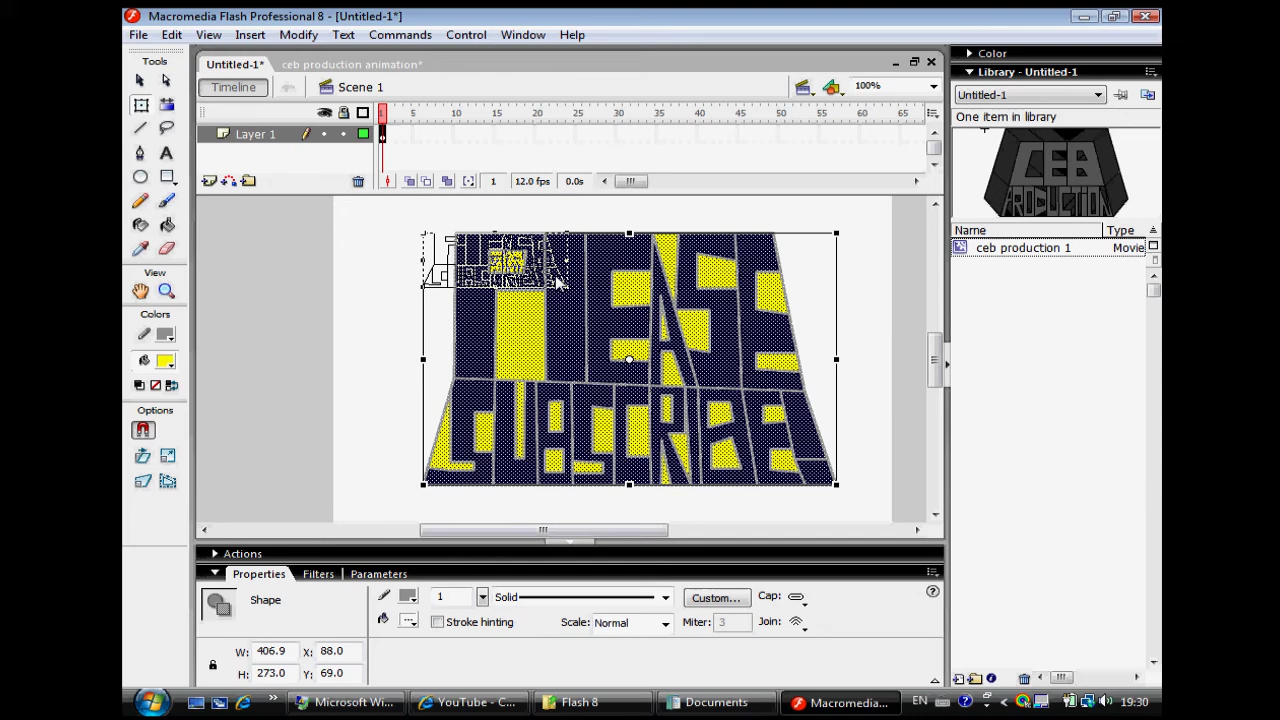 Macromedia Flash Professional 8 - [Untitled-1*]
File Edit View Insert Modify Text Commands Control Window Help
Tools
Untitled-1* ceb production animation*
Timeline Scene 1 100%
1 5 10 15 20 25 30 35 40 45 50 55 60 65
Layer 1
1 12.0 fps 0.0s
View
Colors
Options
EASE
SUBSCRIBE
Color
Library - Untitled-1
Untitled-1
One item in library
CEB
PRODUCTION
Name Type
ceb production 1 Movie
Actions
Properties Filters Parameters
Shape
1 Solid Custom... Cap:
Stroke hinting Scale: Normal Miter: 3 Join:
W: 406.9 X: 88.0
H: 273.0 Y: 69.0
Microsoft Wi... YouTube - C... Flash 8 Documents Macromedia... EN 19:30